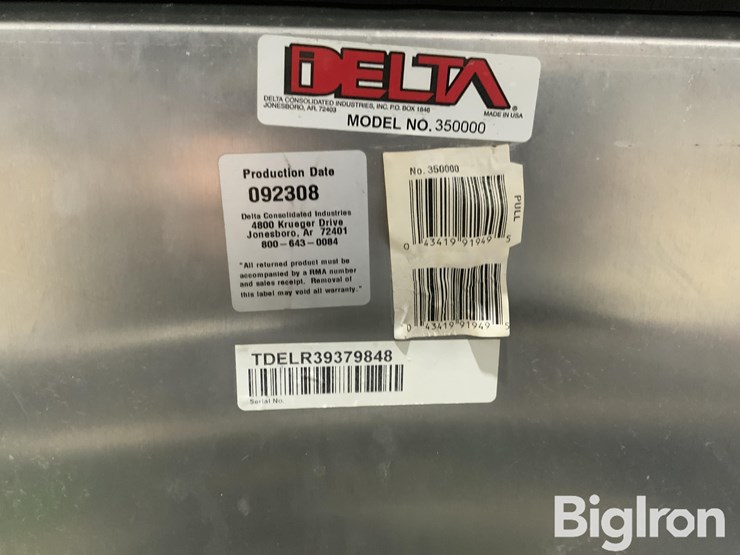 DELTA
DELTA CONSOLIDATED INDUSTRIES, INC. P.O. BOX 1846
JONESBORO, AR. 72403
MADE IN USA
MODEL NO. 350000
Production Date
092308
Delta Consolidated Industries
4800 Krueger Drive
Jonesboro, Ar 72401
800-643-0084
"All returned product must be
accompanied by a RMA number
and sales receipt. Removal of
this label may void all warranty."
No. 350000
PULL
0 43419 91949 5
0 43419 91949 5
TDELR39379848
Serial No.
BigIron